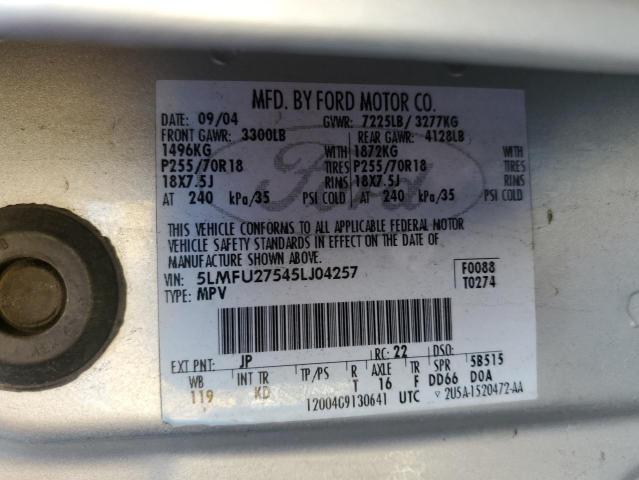 MFD. BY FORD MOTOR CO.
DATE: 09/04 GVWR: 7225LB/ 3277KG
FRONT GAWR: 3300LB REAR GAWR: 4128LB
1496KG WITH 1872KG WITH
P255/70R18 TIRES P255/70R18 TIRES
18X7.5J RIMS 18X7.5J RIMS
AT 240 kPa/35 PSI COLD AT 240 kPa/35 PSI COLD
Ford
THIS VEHICLE CONFORMS TO ALL APPLICABLE FEDERAL MOTOR
VEHICLE SAFETY STANDARDS IN EFFECT ON THE DATE OF
MANUFACTURE SHOWN ABOVE.
VIN: 5LMFU27545LJ04257 F0088
TYPE: MPV T0274
EXT PNT: JP RC: 22 DSO:
WB INT TR TP/PS R AXLE TR SPR 5B515
119 KD T 16 F DD66 DOA
12004G9130641 UTC ▽ 2U5A-1520472-AA